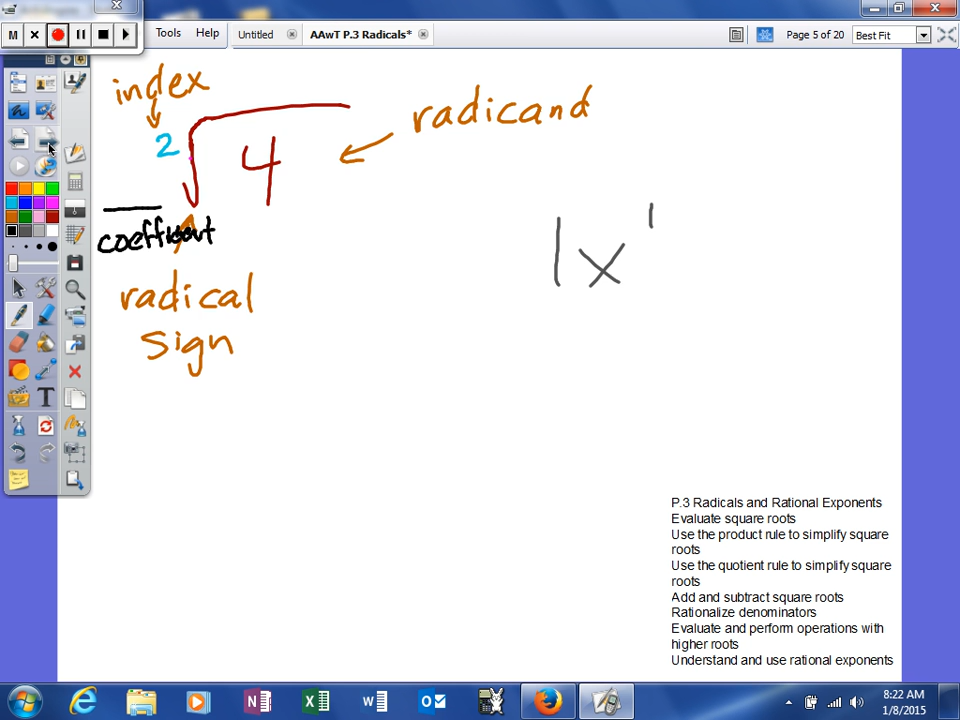 M
Tools Help Untitled AAwT P.3 Radicals* Page 5 of 20 Best Fit
index
radicand
2 √4
coefficient
1x¹
radical
sign
P.3 Radicals and Rational Exponents
Evaluate square roots
Use the product rule to simplify square
roots
Use the quotient rule to simplify square
roots
Add and subtract square roots
Rationalize denominators
Evaluate and perform operations with
higher roots
Understand and use rational exponents
8:22 AM
1/8/2015